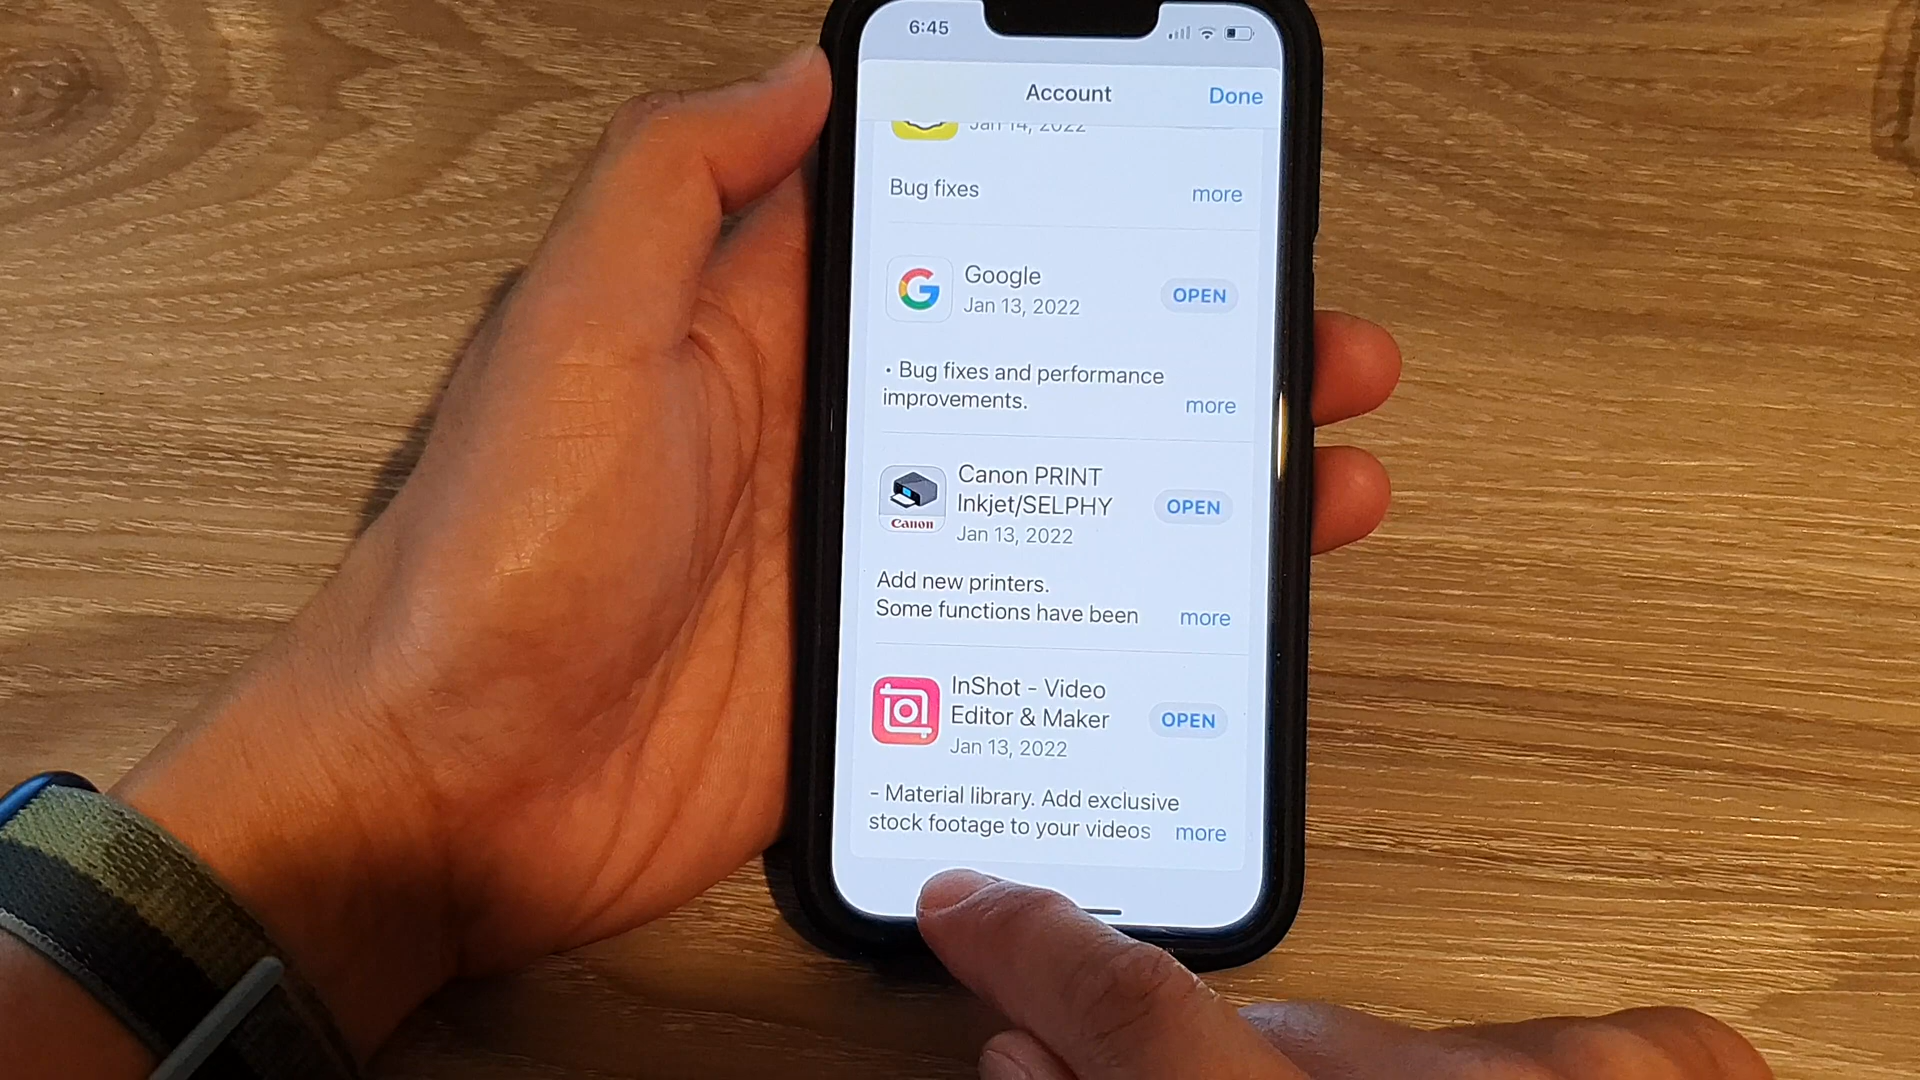 6:45
Account
Done
Jan 14, 2022
Bug fixes
more
Google
Jan 13, 2022
OPEN
• Bug fixes and performance
improvements.
more
Canon PRINT
Inkjet/SELPHY
Jan 13, 2022
OPEN
Canon
Add new printers.
Some functions have been
more
InShot - Video
Editor & Maker
Jan 13, 2022
OPEN
- Material library. Add exclusive
stock footage to your videos
more